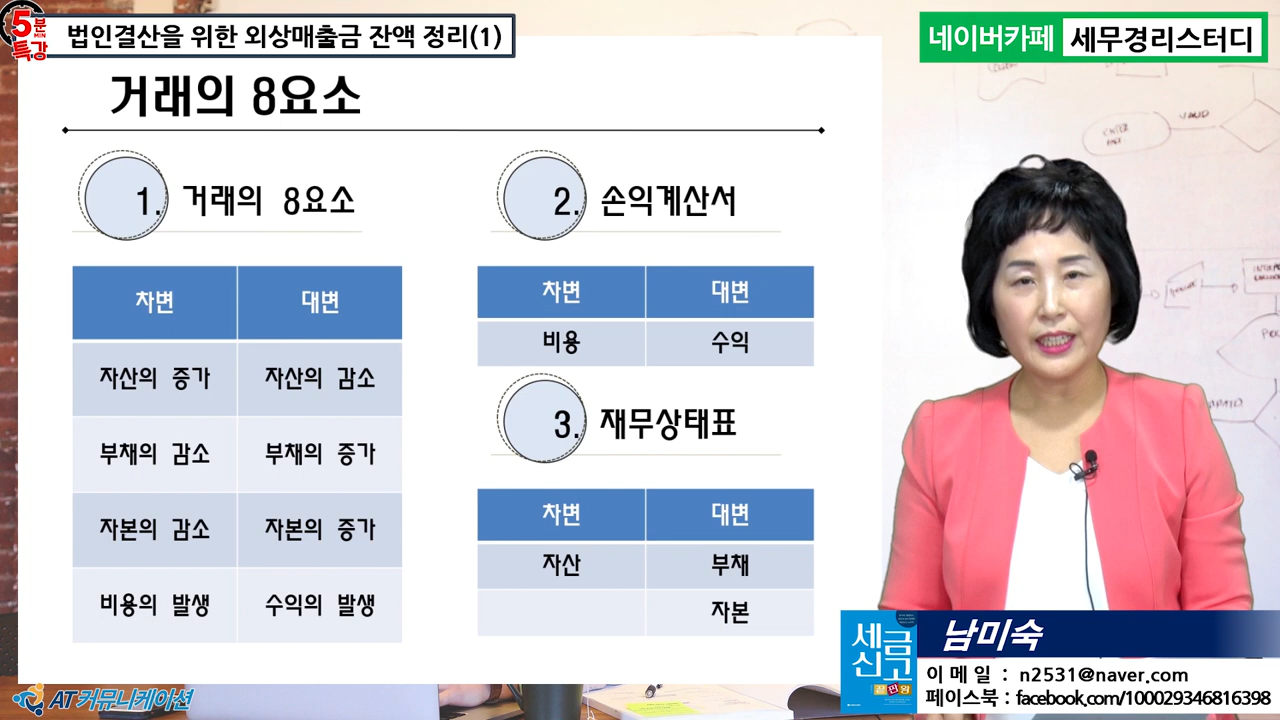 5분
MIN
특강
법인결산을 위한 외상매출금 잔액 정리(1)
네이버카페 세무경리스터디
거래의 8요소
1. 거래의 8요소
차변 대변
자산의 증가 자산의 감소
부채의 감소 부채의 증가
자본의 감소 자본의 증가
비용의 발생 수익의 발생
2. 손익계산서
차변 대변
비용 수익
3. 재무상태표
차변 대변
자산 부채
자본
VALID
ENTER
세금
신고
끝판왕
남미숙
이메일 : n2531@naver.com
페이스북 : facebook.com/100029346816398
AT커뮤니케이션